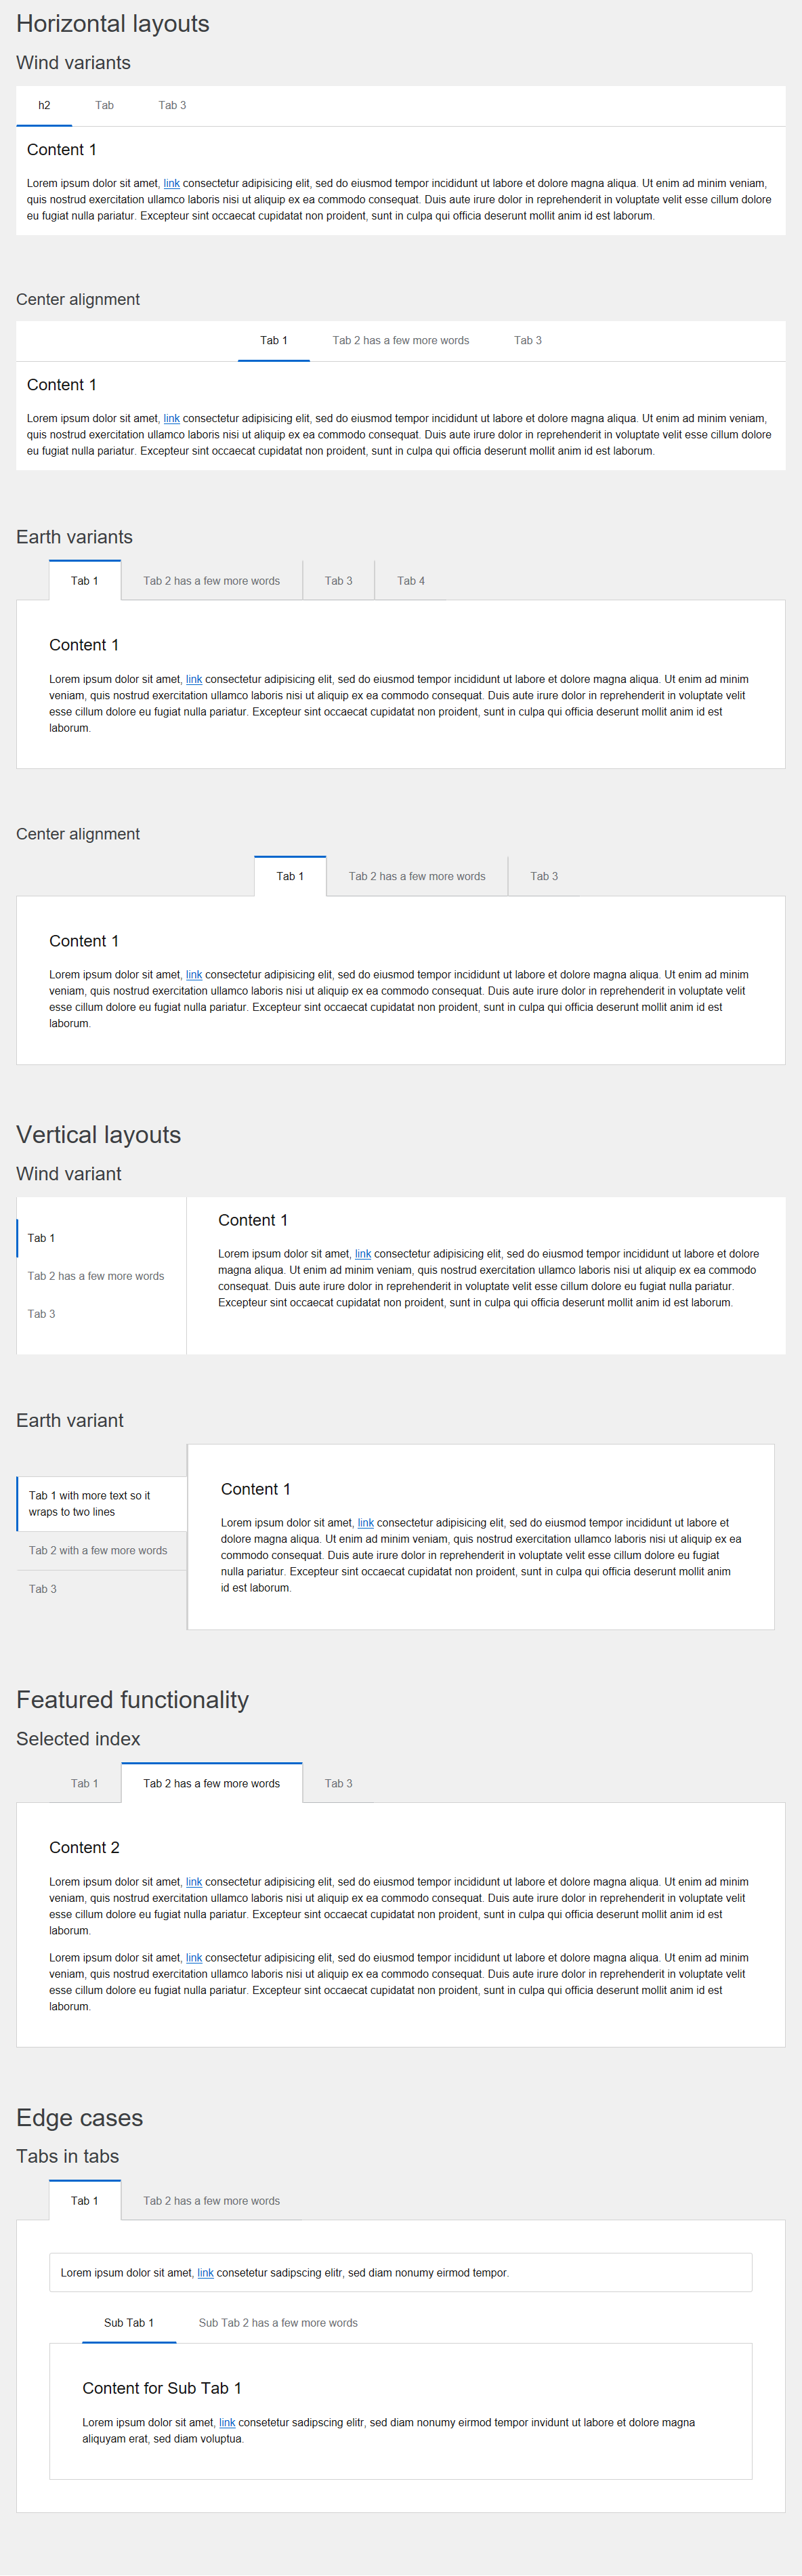 Horizontal layouts
Wind variants
h2 Tab Tab 3
Content 1
Lorem ipsum dolor sit amet, link consectetur adipisicing elit, sed do eiusmod tempor incididunt ut labore et dolore magna aliqua. Ut enim ad minim veniam,
quis nostrud exercitation ullamco laboris nisi ut aliquip ex ea commodo consequat. Duis aute irure dolor in reprehenderit in voluptate velit esse cillum dolore
eu fugiat nulla pariatur. Excepteur sint occaecat cupidatat non proident, sunt in culpa qui officia deserunt mollit anim id est laborum.
Center alignment
Tab 1 Tab 2 has a few more words Tab 3
Content 1
Lorem ipsum dolor sit amet, link consectetur adipisicing elit, sed do eiusmod tempor incididunt ut labore et dolore magna aliqua. Ut enim ad minim veniam,
quis nostrud exercitation ullamco laboris nisi ut aliquip ex ea commodo consequat. Duis aute irure dolor in reprehenderit in voluptate velit esse cillum dolore
eu fugiat nulla pariatur. Excepteur sint occaecat cupidatat non proident, sunt in culpa qui officia deserunt mollit anim id est laborum.
Earth variants
Tab 1 Tab 2 has a few more words Tab 3 Tab 4
Content 1
Lorem ipsum dolor sit amet, link consectetur adipisicing elit, sed do eiusmod tempor incididunt ut labore et dolore magna aliqua. Ut enim ad minim
veniam, quis nostrud exercitation ullamco laboris nisi ut aliquip ex ea commodo consequat. Duis aute irure dolor in reprehenderit in voluptate velit
esse cillum dolore eu fugiat nulla pariatur. Excepteur sint occaecat cupidatat non proident, sunt in culpa qui officia deserunt mollit anim id est
laborum.
Center alignment
Tab 1 Tab 2 has a few more words Tab 3
Content 1
Lorem ipsum dolor sit amet, link consectetur adipisicing elit, sed do eiusmod tempor incididunt ut labore et dolore magna aliqua. Ut enim ad minim
veniam, quis nostrud exercitation ullamco laboris nisi ut aliquip ex ea commodo consequat. Duis aute irure dolor in reprehenderit in voluptate velit
esse cillum dolore eu fugiat nulla pariatur. Excepteur sint occaecat cupidatat non proident, sunt in culpa qui officia deserunt mollit anim id est
laborum.
Vertical layouts
Wind variant
Tab 1
Tab 2 has a few more words
Tab 3
Content 1
Lorem ipsum dolor sit amet, link consectetur adipisicing elit, sed do eiusmod tempor incididunt ut labore et dolore
magna aliqua. Ut enim ad minim veniam, quis nostrud exercitation ullamco laboris nisi ut aliquip ex ea commodo
consequat. Duis aute irure dolor in reprehenderit in voluptate velit esse cillum dolore eu fugiat nulla pariatur.
Excepteur sint occaecat cupidatat non proident, sunt in culpa qui officia deserunt mollit anim id est laborum.
Earth variant
Tab 1 with more text so it
wraps to two lines
Tab 2 with a few more words
Tab 3
Content 1
Lorem ipsum dolor sit amet, link consectetur adipisicing elit, sed do eiusmod tempor incididunt ut labore et
dolore magna aliqua. Ut enim ad minim veniam, quis nostrud exercitation ullamco laboris nisi ut aliquip ex ea
commodo consequat. Duis aute irure dolor in reprehenderit in voluptate velit esse cillum dolore eu fugiat
nulla pariatur. Excepteur sint occaecat cupidatat non proident, sunt in culpa qui officia deserunt mollit anim
id est laborum.
Featured functionality
Selected index
Tab 1 Tab 2 has a few more words Tab 3
Content 2
Lorem ipsum dolor sit amet, link consectetur adipisicing elit, sed do eiusmod tempor incididunt ut labore et dolore magna aliqua. Ut enim ad minim
veniam, quis nostrud exercitation ullamco laboris nisi ut aliquip ex ea commodo consequat. Duis aute irure dolor in reprehenderit in voluptate velit
esse cillum dolore eu fugiat nulla pariatur. Excepteur sint occaecat cupidatat non proident, sunt in culpa qui officia deserunt mollit anim id est
laborum.
Lorem ipsum dolor sit amet, link consectetur adipisicing elit, sed do eiusmod tempor incididunt ut labore et dolore magna aliqua. Ut enim ad minim
veniam, quis nostrud exercitation ullamco laboris nisi ut aliquip ex ea commodo consequat. Duis aute irure dolor in reprehenderit in voluptate velit
esse cillum dolore eu fugiat nulla pariatur. Excepteur sint occaecat cupidatat non proident, sunt in culpa qui officia deserunt mollit anim id est
laborum.
Edge cases
Tabs in tabs
Tab 1 Tab 2 has a few more words
Lorem ipsum dolor sit amet, link consetetur sadipscing elitr, sed diam nonumy eirmod tempor.
Sub Tab 1 Sub Tab 2 has a few more words
Content for Sub Tab 1
Lorem ipsum dolor sit amet, link consetetur sadipscing elitr, sed diam nonumy eirmod tempor invidunt ut labore et dolore magna
aliquyam erat, sed diam voluptua.